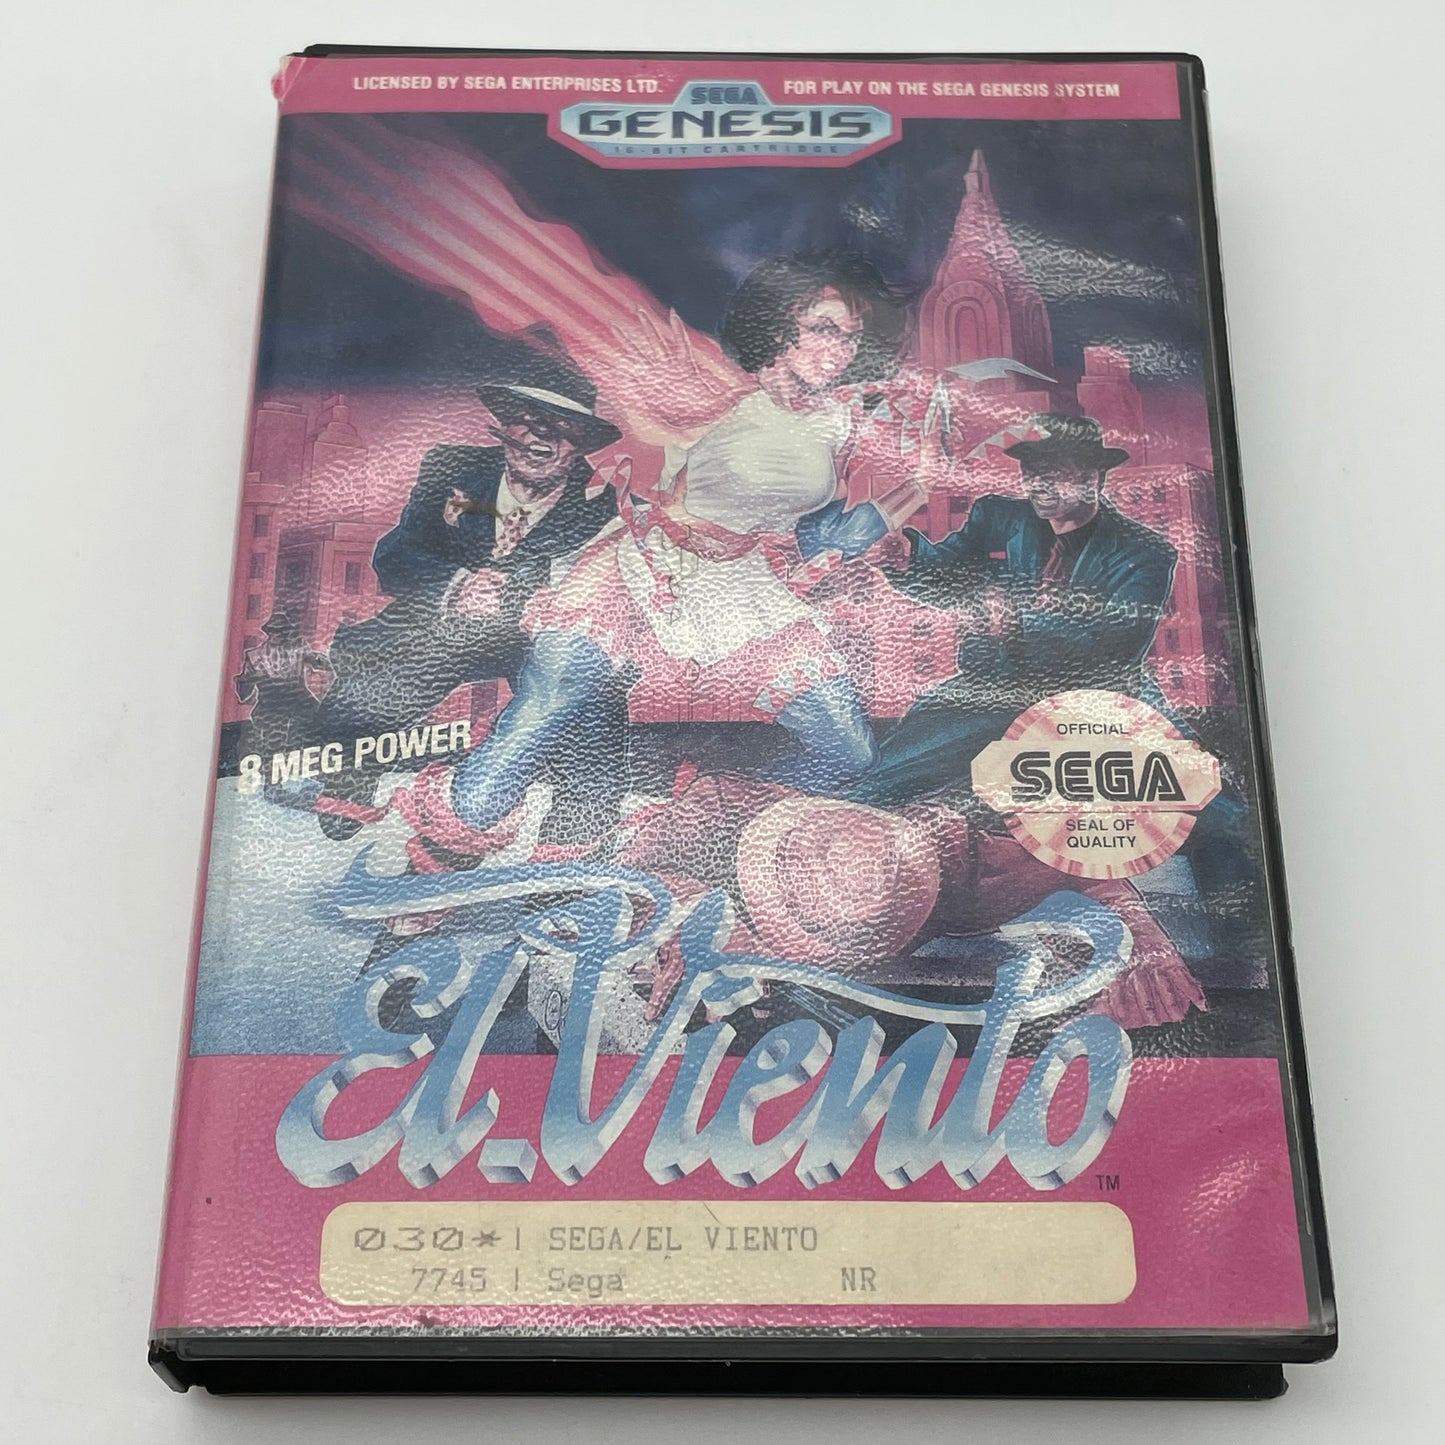 LICENSED BY SEGA ENTERPRISES LTD. FOR PLAY ON THE SEGA GENESIS SYSTEM
SEGA
GENESIS
16-BIT CARTRIDGE
8 MEG POWER
OFFICIAL
SEGA
SEAL OF
QUALITY
El.Viento
TM
030*| SEGA/EL VIENTO
7745 | Sega NR